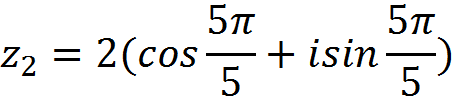 z₂ = 2(cos 5π/5 + isin 5π/5)